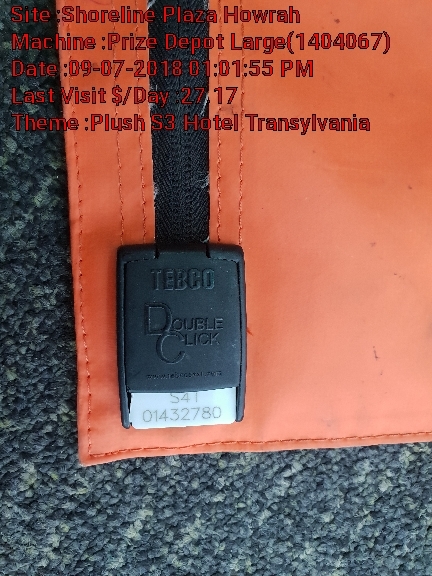 Site :Shoreline Plaza Howrah
Machine :Prize Depot Large(1404067)
Date :09-07-2018 01:01:55 PM
Last Visit $/Day 27.17
Theme :Plush S3 Hotel Transylvania
TEBCO
DOUBLE
CLICK
S41
01432780